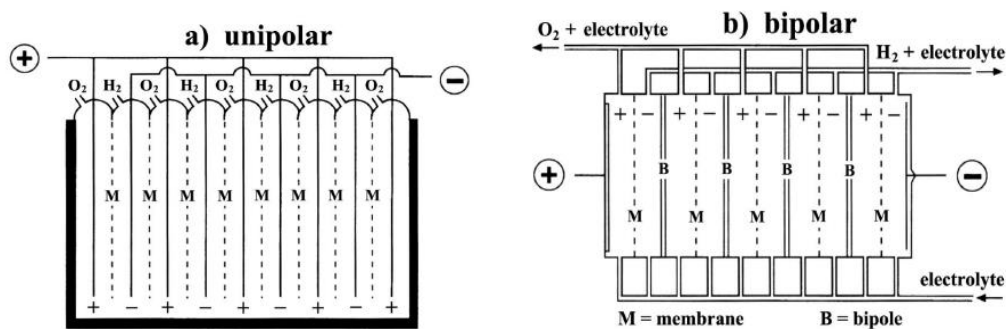 a) unipolar
+
−
O₂ H₂ O₂ H₂ O₂ H₂ O₂ H₂ O₂
M M M M M M M M
+ − + − + − + − +
b) bipolar
O₂ + electrolyte
H₂ + electrolyte
+ − + − + − + − + −
+
B B B B
−
M M M M M
electrolyte
M = membrane B = bipole